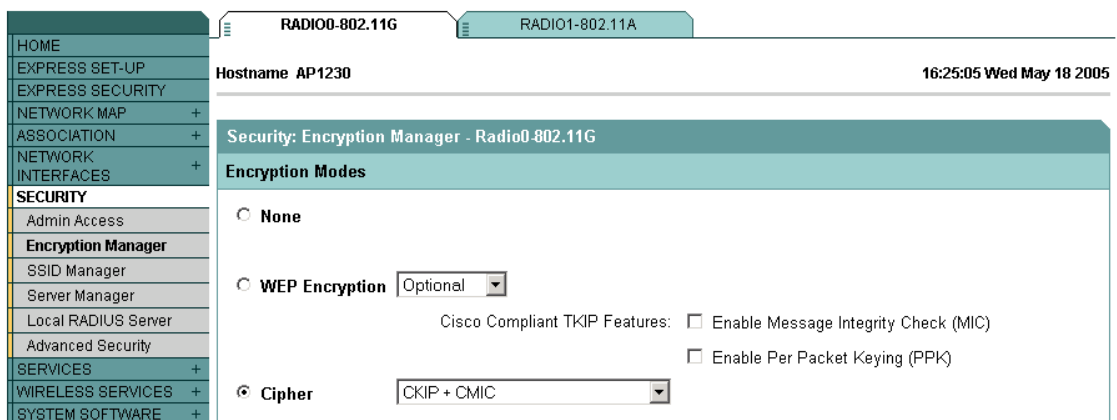 RADIO0-802.11G
RADIO1-802.11A
HOME
EXPRESS SET-UP
EXPRESS SECURITY
NETWORK MAP +
ASSOCIATION +
NETWORK
INTERFACES +
SECURITY
Admin Access
Encryption Manager
SSID Manager
Server Manager
Local RADIUS Server
Advanced Security
SERVICES +
WIRELESS SERVICES +
SYSTEM SOFTWARE +
Hostname AP1230
16:25:05 Wed May 18 2005
Security: Encryption Manager - Radio0-802.11G
Encryption Modes
None
WEP Encryption Optional
Cisco Compliant TKIP Features: Enable Message Integrity Check (MIC)
Enable Per Packet Keying (PPK)
Cipher CKIP + CMIC